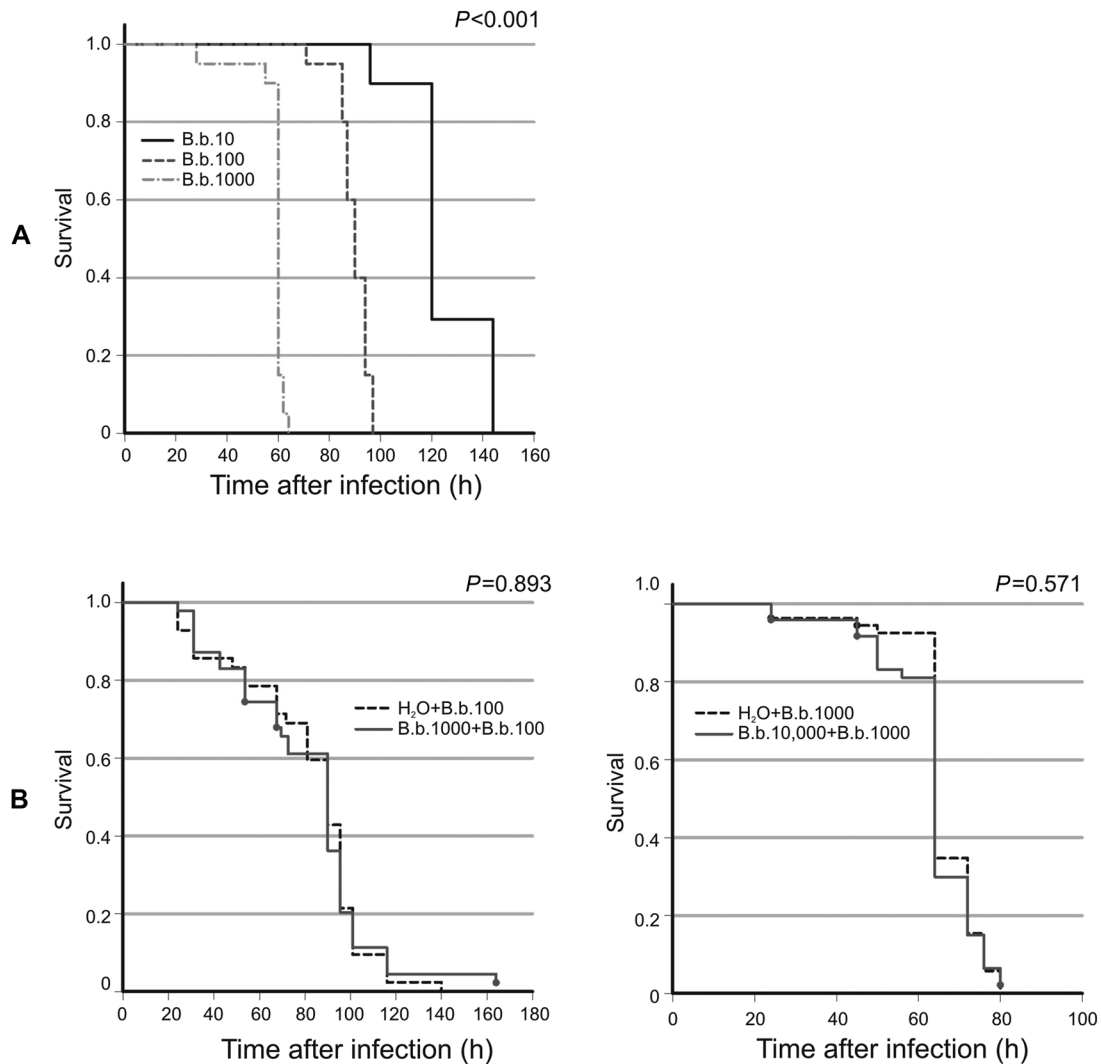 P<0.001
1.0
0.8
0.6
0.4
0.2
0
B.b.10
B.b.100
B.b.1000
Survival
A
0 20 40 60 80 100 120 140 160
Time after infection (h)
P=0.893
1.0
0.8
0.6
0.4
0.2
0
H₂O+B.b.100
B.b.1000+B.b.100
Survival
B
0 20 40 60 80 100 120 140 160 180
Time after infection (h)
P=0.571
1.0
0.8
0.6
0.4
0.2
0
H₂O+B.b.1000
B.b.10,000+B.b.1000
Survival
0 20 40 60 80 100
Time after infection (h)